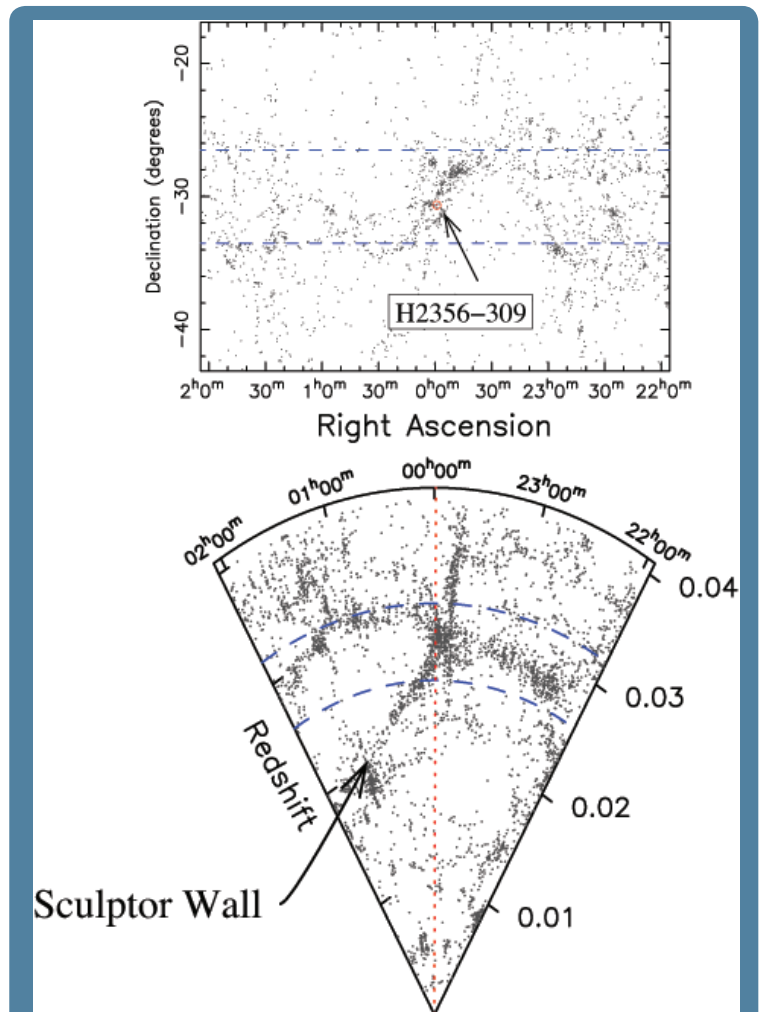 −20
−30
−40
Declination (degrees)
H2356−309
2ʰ0ᵐ 30ᵐ 1ʰ0ᵐ 30ᵐ 0ʰ0ᵐ 30ᵐ 23ʰ0ᵐ 30ᵐ 22ʰ0ᵐ
Right Ascension
02ʰ00ᵐ 01ʰ00ᵐ 00ʰ00ᵐ 23ʰ00ᵐ 22ʰ00ᵐ
0.04
0.03
0.02
0.01
Redshift
Sculptor Wall